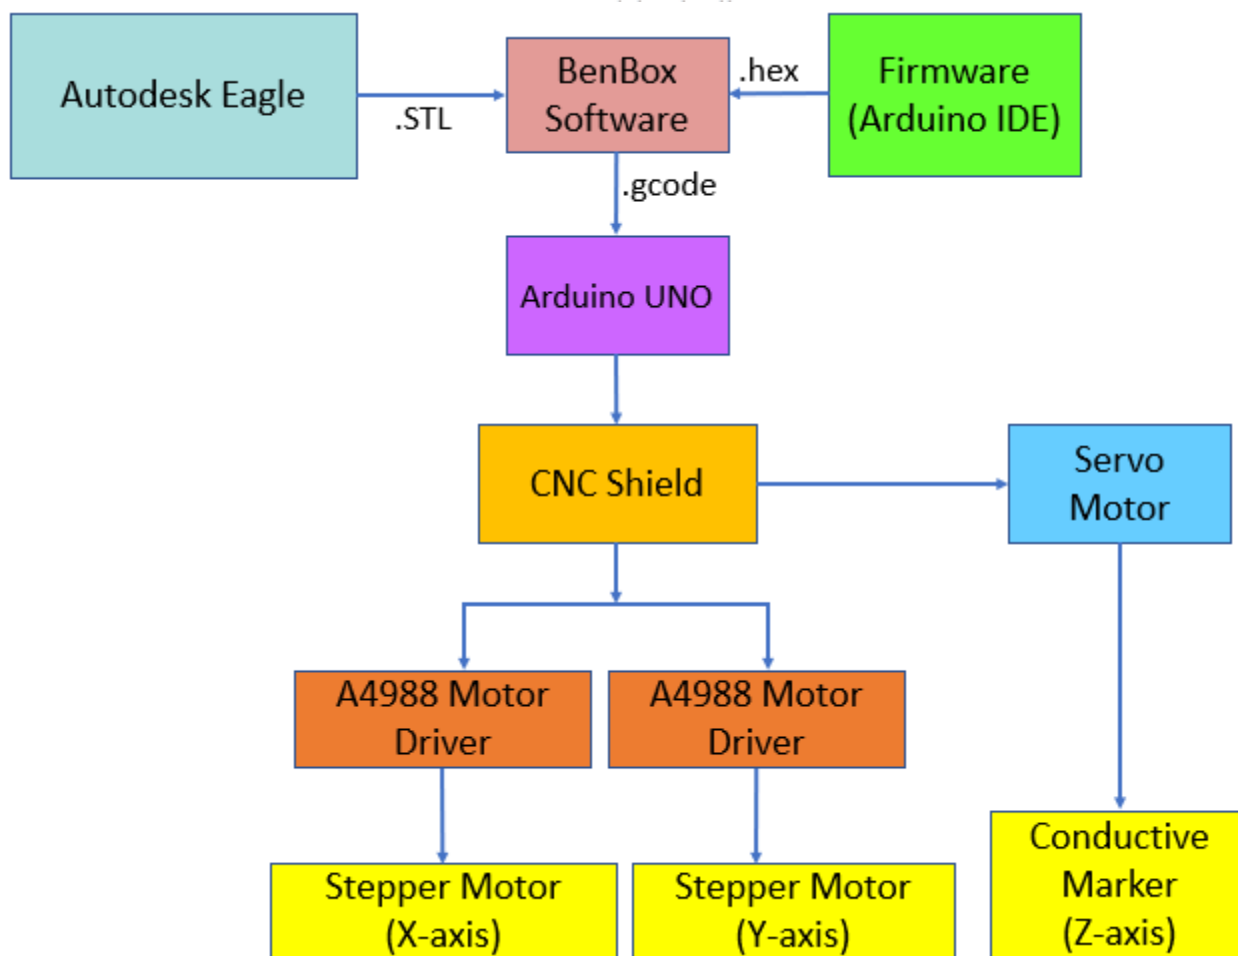 Autodesk Eagle
.STL
BenBox
Software
.hex
Firmware
(Arduino IDE)
.gcode
Arduino UNO
CNC Shield
Servo
Motor
A4988 Motor
Driver
A4988 Motor
Driver
Stepper Motor
(X-axis)
Stepper Motor
(Y-axis)
Conductive
Marker
(Z-axis)